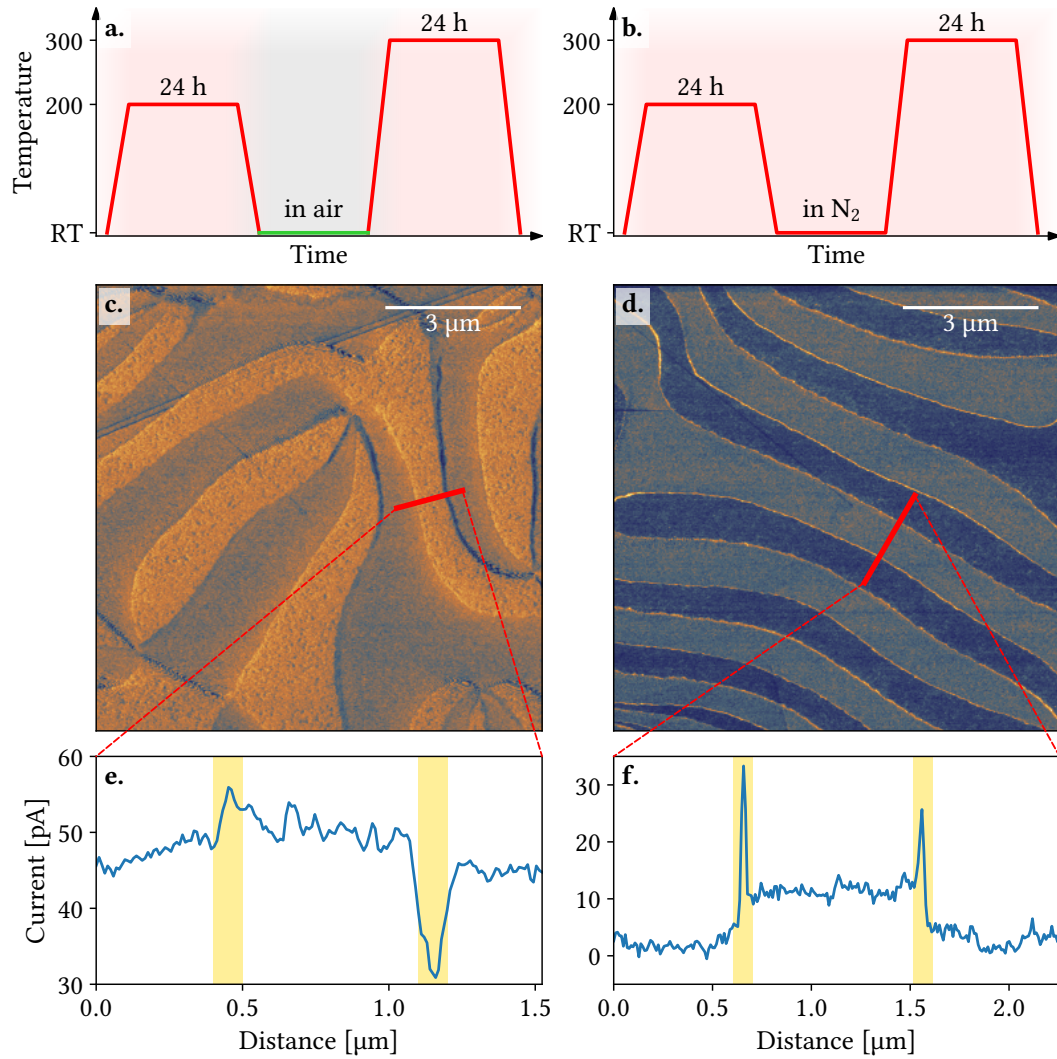 a.
24 h
24 h
300
200
RT
in air
Temperature
Time
b.
24 h
24 h
300
200
RT
in N₂
Time
c.
3 µm
d.
3 µm
e.
60
50
40
30
Current [pA]
0.0 0.5 1.0 1.5
Distance [µm]
f.
30
20
10
0
0.0 0.5 1.0 1.5 2.0
Distance [µm]